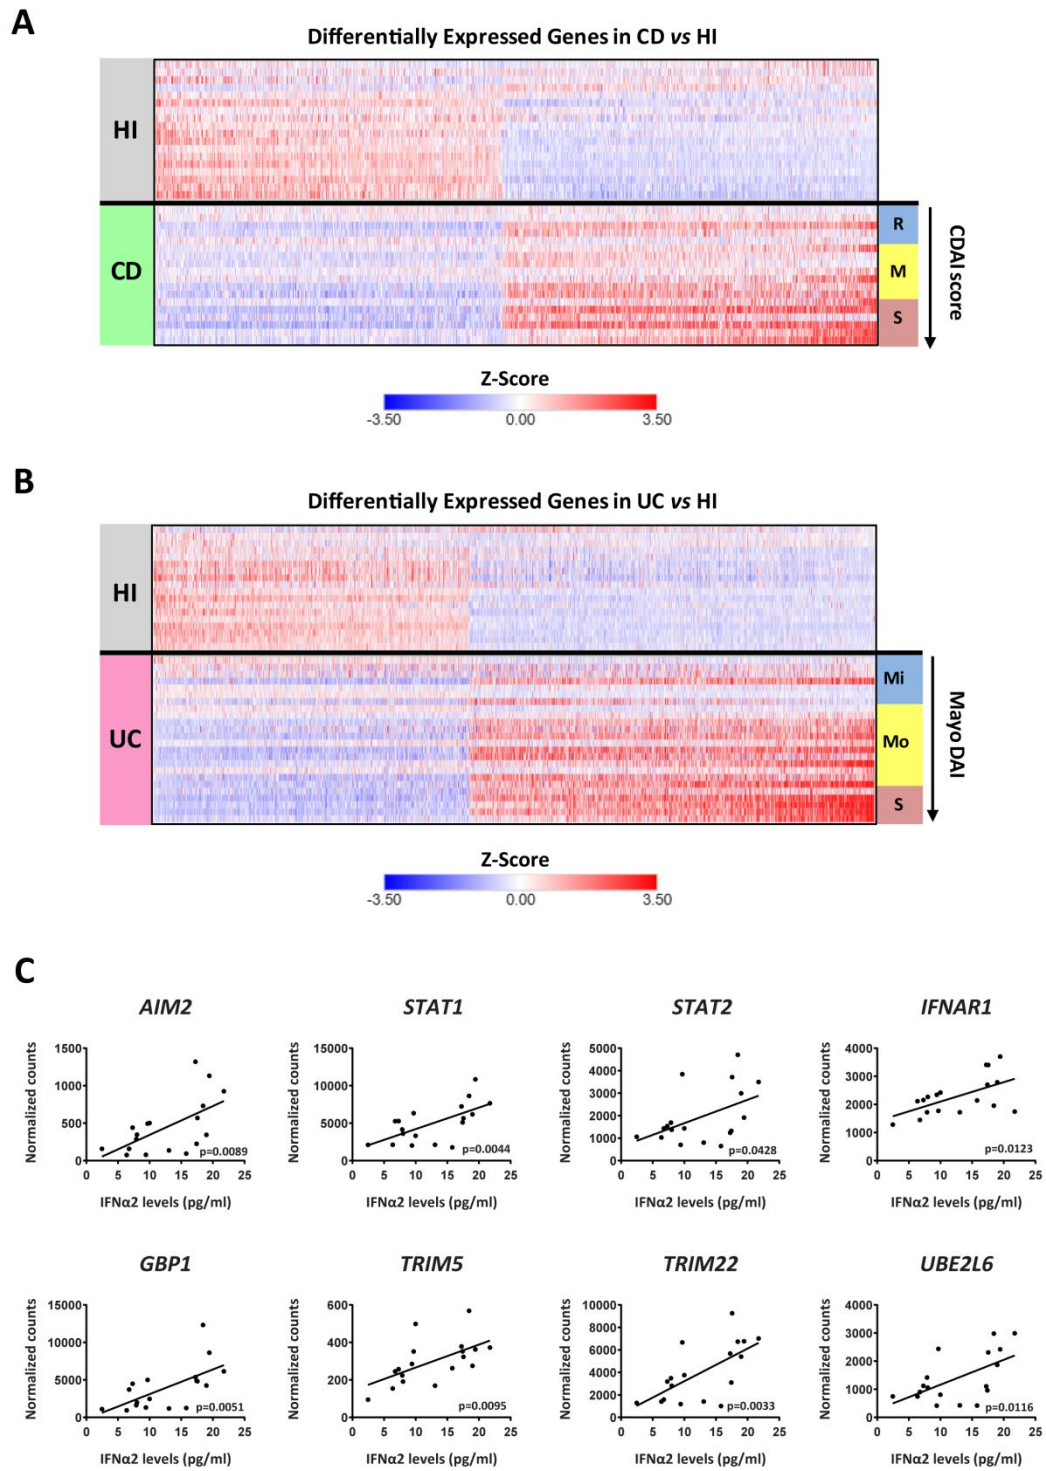 A
Differentially Expressed Genes in CD vs HI
HI
CD
R
M
S
CDAI score
Z-Score
-3.50 0.00 3.50
B
Differentially Expressed Genes in UC vs HI
HI
UC
Mi
Mo
S
Mayo DAI
Z-Score
-3.50 0.00 3.50
C
AIM2
Normalized counts
1500
1000
500
0
p=0.0089
0 5 10 15 20 25
IFNα2 levels (pg/ml)
STAT1
Normalized counts
15000
10000
5000
0
p=0.0044
0 5 10 15 20 25
IFNα2 levels (pg/ml)
STAT2
Normalized counts
5000
4000
3000
2000
1000
0
p=0.0428
0 5 10 15 20 25
IFNα2 levels (pg/ml)
IFNAR1
Normalized counts
4000
3000
2000
1000
0
p=0.0123
0 5 10 15 20 25
IFNα2 levels (pg/ml)
GBP1
Normalized counts
15000
10000
5000
0
p=0.0051
0 5 10 15 20 25
IFNα2 levels (pg/ml)
TRIM5
Normalized counts
600
400
200
0
p=0.0095
0 5 10 15 20 25
IFNα2 levels (pg/ml)
TRIM22
Normalized counts
10000
8000
6000
4000
2000
0
p=0.0033
0 5 10 15 20 25
IFNα2 levels (pg/ml)
UBE2L6
Normalized counts
4000
3000
2000
1000
0
p=0.0116
0 5 10 15 20 25
IFNα2 levels (pg/ml)